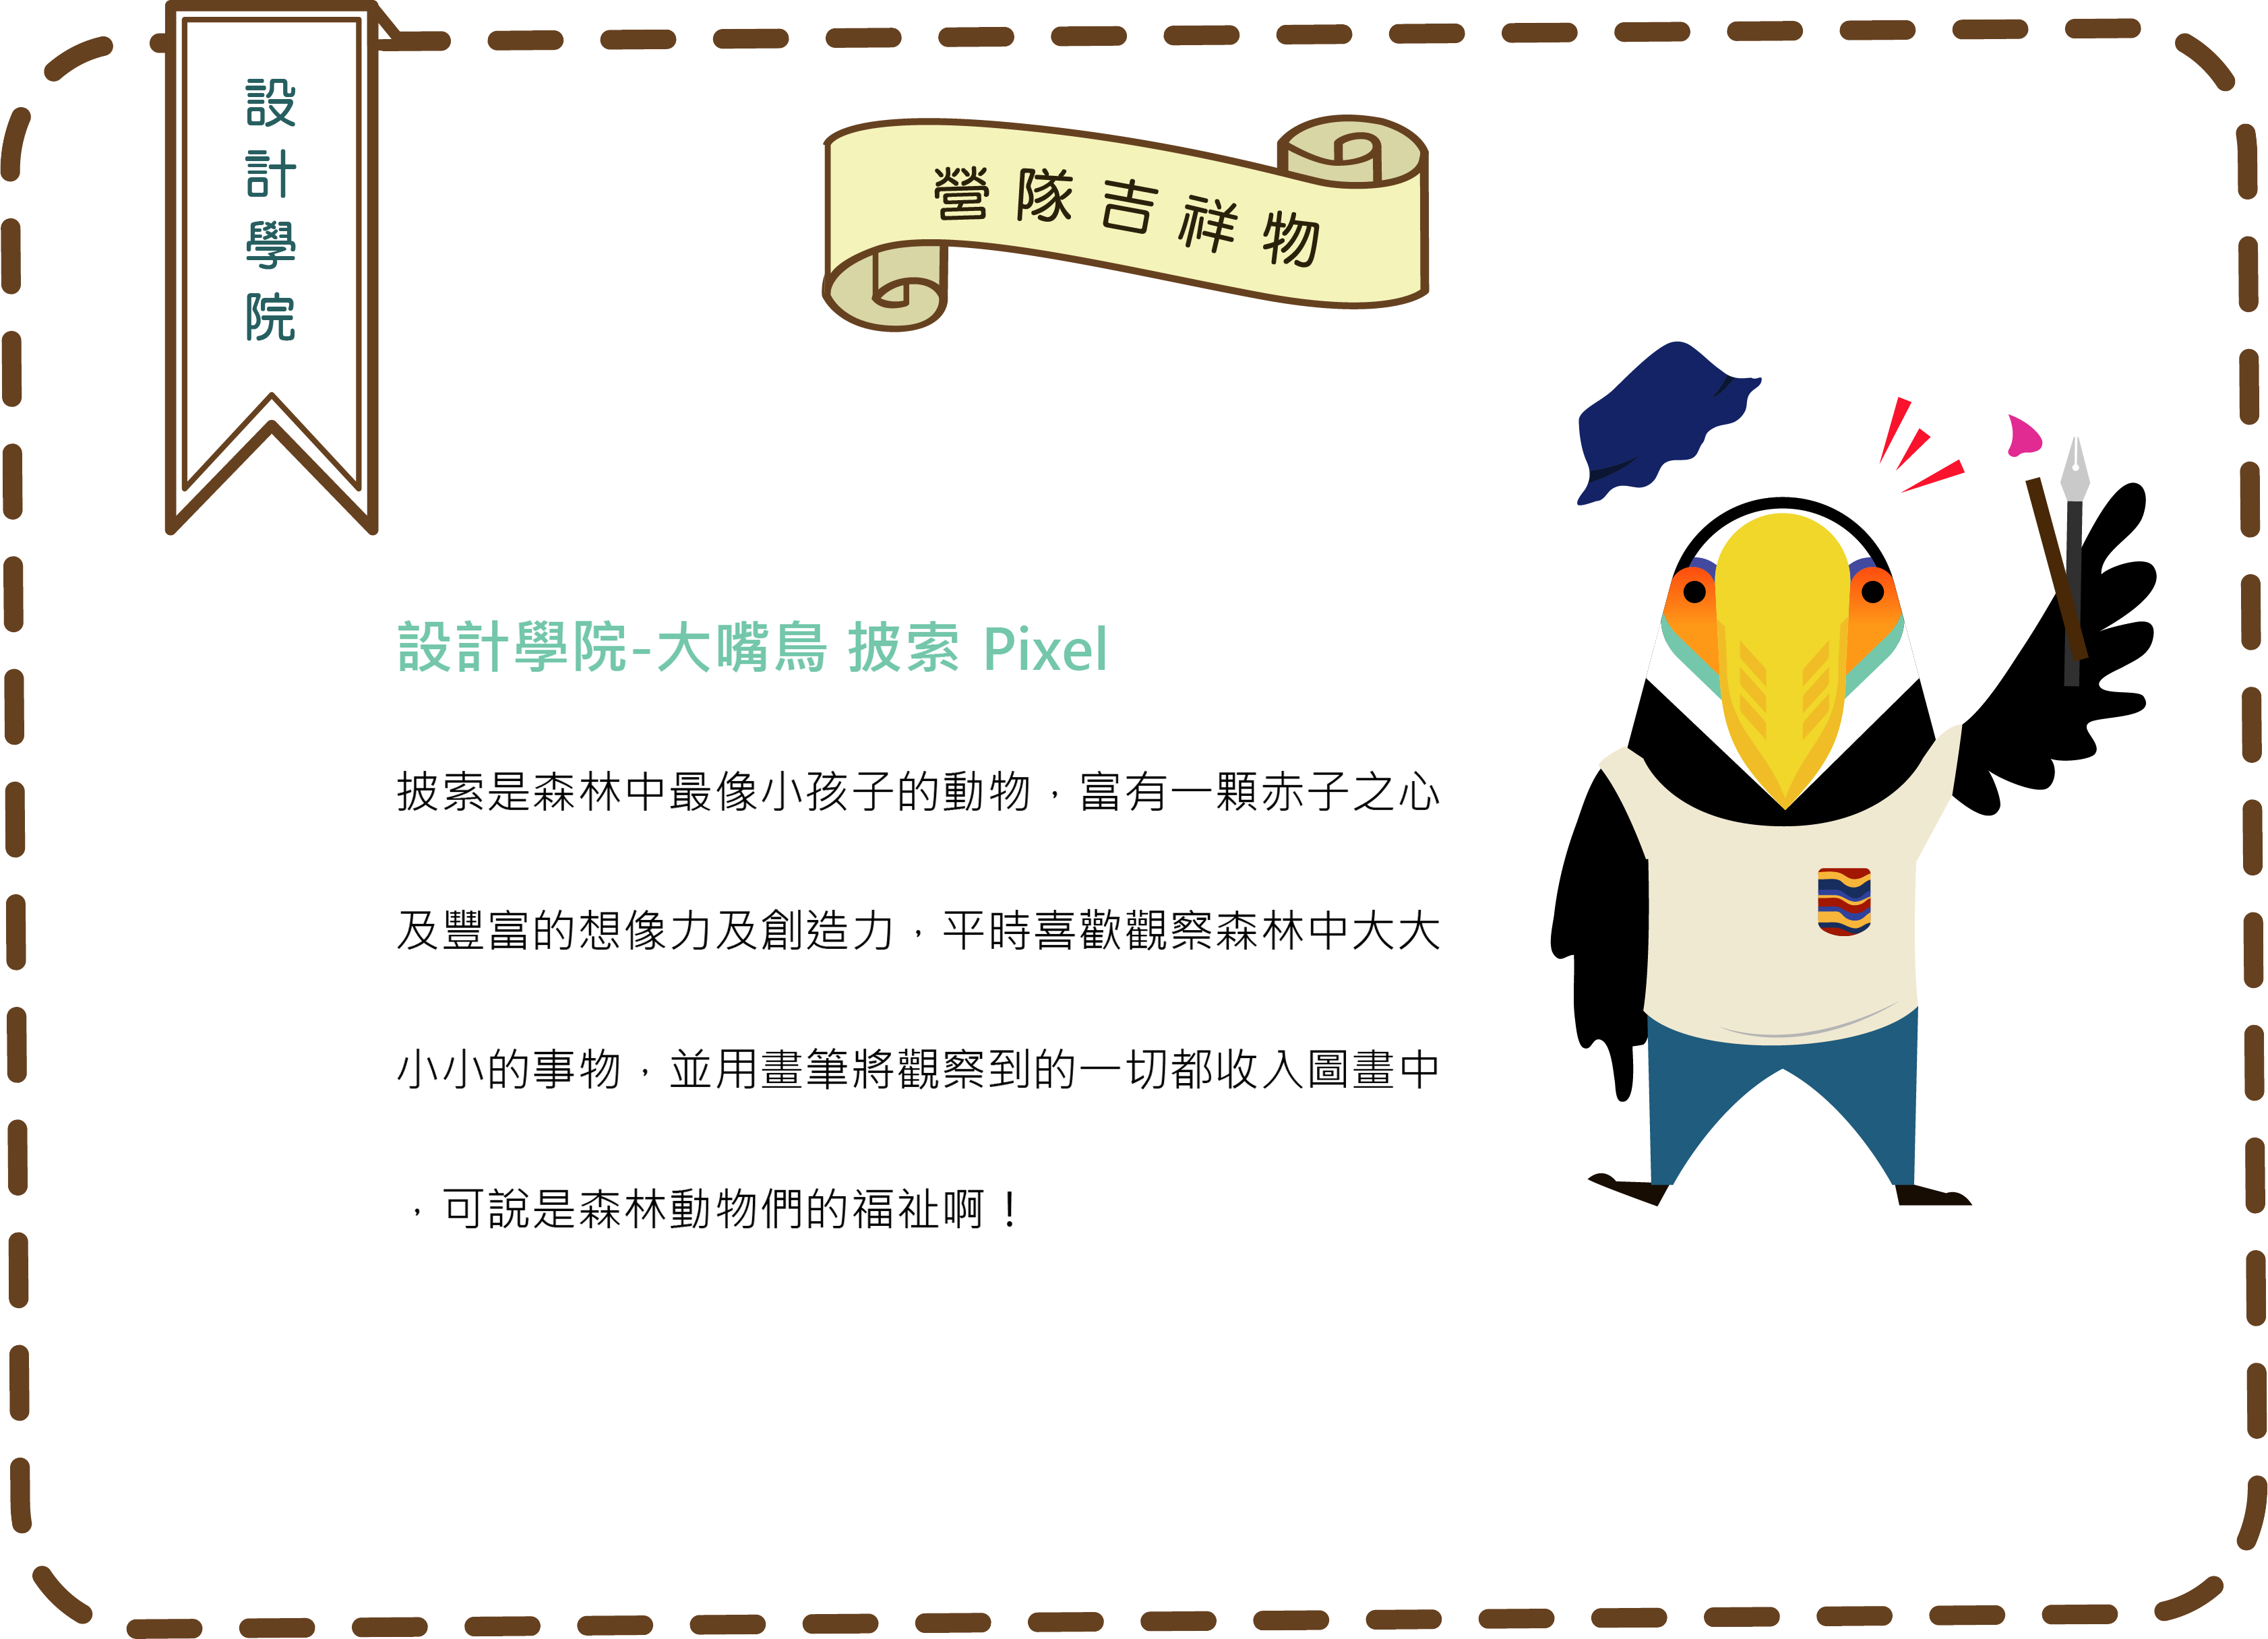 設計學院
營隊吉祥物
設計學院-大嘴鳥 披索 Pixel
披索是森林中最像小孩子的動物，富有一顆赤子之心
及豐富的想像力及創造力，平時喜歡觀察森林中大大
小小的事物，並用畫筆將觀察到的一切都收入圖畫中
，可說是森林動物們的福祉啊！